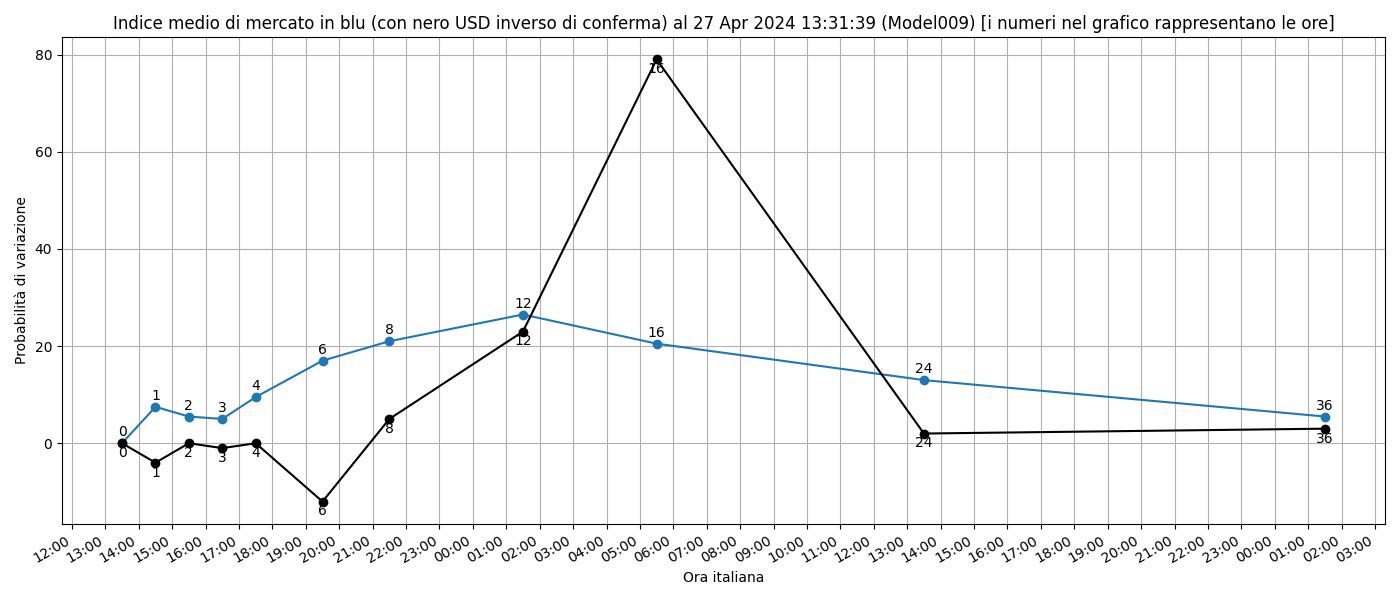 Indice medio di mercato in blu (con nero USD inverso di conferma) al 27 Apr 2024 13:31:39 (Model009) [i numeri nel grafico rappresentano le ore]
80
60
40
20
0
Probabilità di variazione
0 1 2 3 4 6 8 12 16 24 36
0 1 2 3 4 6 8 12 16 24 36
12:00 13:00 14:00 15:00 16:00 17:00 18:00 19:00 20:00 21:00 22:00 23:00 00:00 01:00 02:00 03:00 04:00 05:00 06:00 07:00 08:00 09:00 10:00 11:00 12:00 13:00 14:00 15:00 16:00 17:00 18:00 19:00 20:00 21:00 22:00 23:00 00:00 01:00 02:00 03:00
Ora italiana